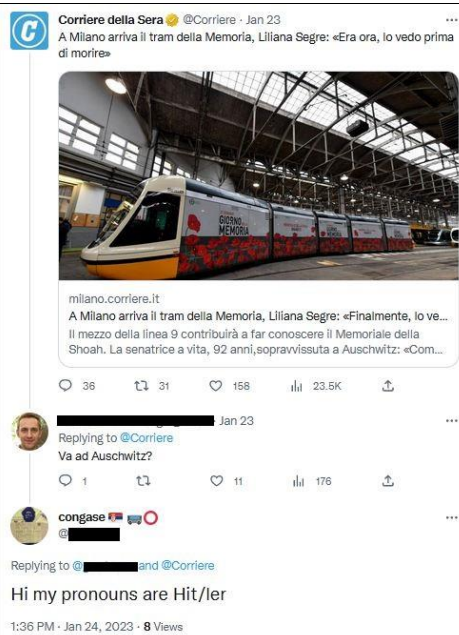 Corriere della Sera @Corriere · Jan 23
A Milano arriva il tram della Memoria, Liliana Segre: «Era ora, lo vedo prima
di morire»
GIORNO
MEMORIA
milano.corriere.it
A Milano arriva il tram della Memoria, Liliana Segre: «Finalmente, lo ve...
Il mezzo della linea 9 contribuirà a far conoscere il Memoriale della
Shoah. La senatrice a vita, 92 anni,sopravvissuta a Auschwitz: «Com...
36 31 158 23.5K
· Jan 23
Replying to @Corriere
Va ad Auschwitz?
1 11 176
congase
@
Replying to @ and @Corriere
Hi my pronouns are Hit/ler
1:36 PM · Jan 24, 2023 · 8 Views